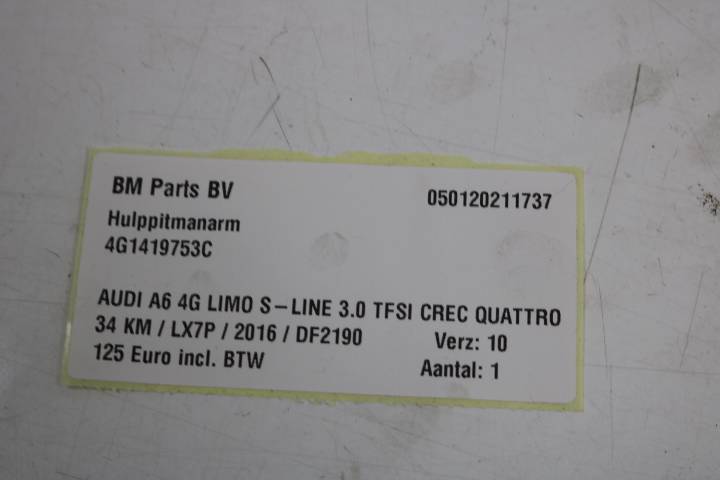 BM Parts BV
050120211737
Hulppitmanarm
4G1419753C
AUDI A6 4G LIMO S-LINE 3.0 TFSI CREC QUATTRO
34 KM / LX7P / 2016 / DF2190
Verz: 10
125 Euro incl. BTW
Aantal: 1